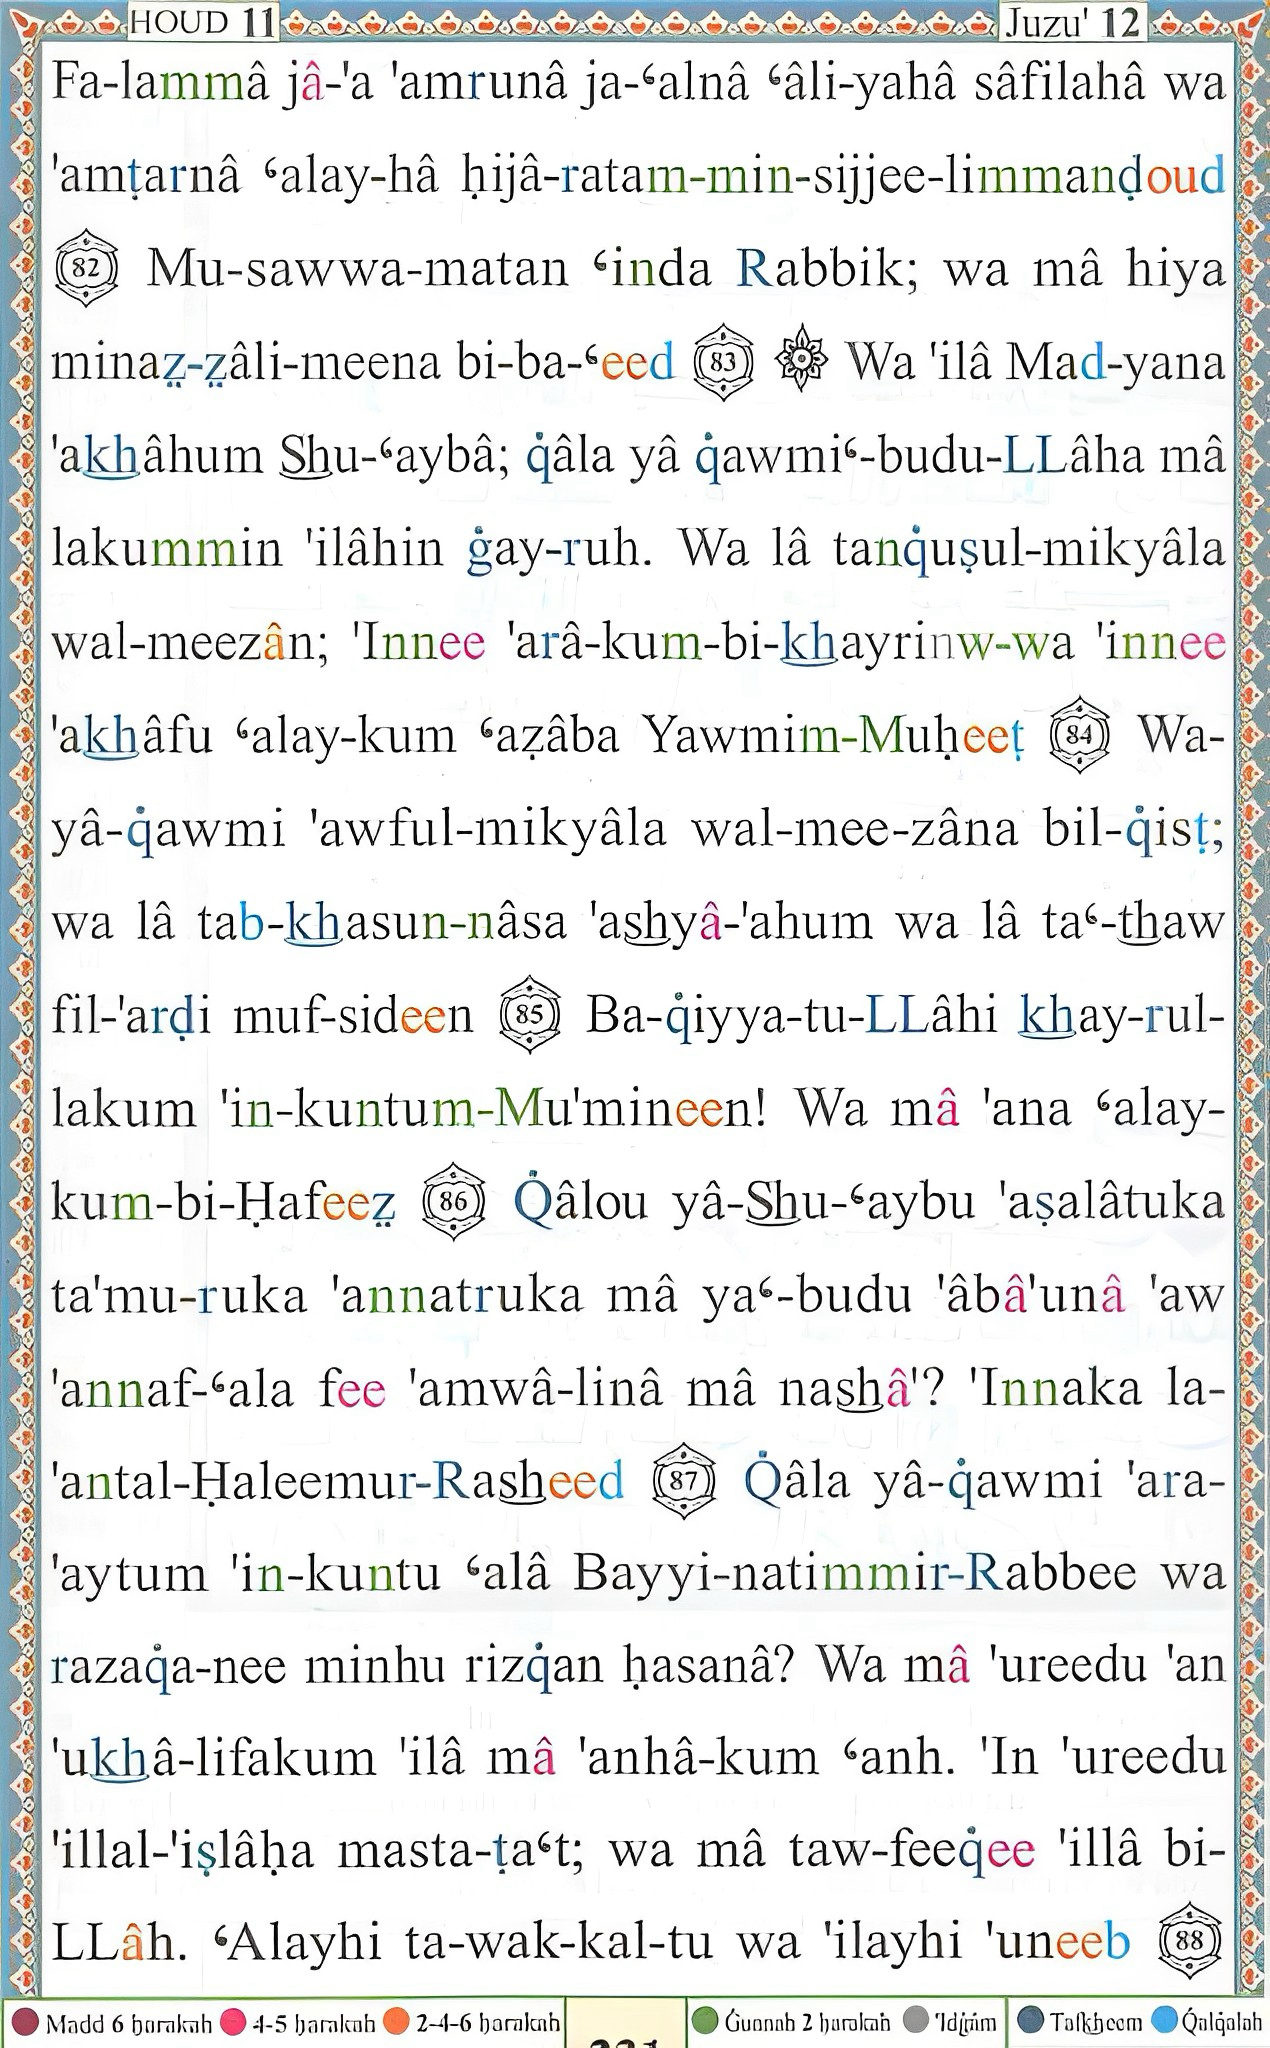 HOUD 11 Juzu' 12
Fa-lammâ jâ-'a 'amrunâ ja-ʿalnâ ʿâli-yahâ sâfilahâ wa
'amṭarnâ ʿalay-hâ ḥijâ-ratam-min-sijjee-limmanḍoud
82 Mu-sawwa-matan ʿinda Rabbik; wa mâ hiya
minaẓ-ẓâli-meena bi-ba-ʿeed 83 Wa 'ilâ Mad-yana
'akhâhum Shu-ʿaybâ; q̇âla yâ q̇awmiʿ-budu-LLâha mâ
lakummin 'ilâhin ġay-ruh. Wa lâ tanq̇uṣul-mikyâla
wal-meezân; 'Innee 'arâ-kum-bi-khayrinw-wa 'innee
'akhâfu ʿalay-kum ʿaẓâba Yawmim-Muḥeeṭ 84 Wa-
yâ-q̇awmi 'awful-mikyâla wal-mee-zâna bil-q̇isṭ;
wa lâ tab-khasun-nâsa 'ashyâ-'ahum wa lâ taʿ-thaw
fil-'arḍi muf-sideen 85 Ba-q̇iyya-tu-LLâhi khay-rul-
lakum 'in-kuntum-Mu'mineen! Wa mâ 'ana ʿalay-
kum-bi-Ḥafeeẓ 86 Q̇âlou yâ-Shu-ʿaybu 'aṣalâtuka
ta'mu-ruka 'annatruka mâ yaʿ-budu 'âbâ'unâ 'aw
'annaf-ʿala fee 'amwâ-linâ mâ nashâ'? 'Innaka la-
'antal-Ḥaleemur-Rasheed 87 Q̇âla yâ-q̇awmi 'ara-
'aytum 'in-kuntu ʿalâ Bayyi-natimmir-Rabbee wa
razaq̇a-nee minhu rizq̇an ḥasanâ? Wa mâ 'ureedu 'an
'ukhâ-lifakum 'ilâ mâ 'anhâ-kum ʿanh. 'In 'ureedu
'illal-'iṣlâḥa masta-ṭaʿt; wa mâ taw-feeq̇ee 'illâ bi-
LLâh. ʿAlayhi ta-wak-kal-tu wa 'ilayhi 'uneeb 88
Madd 6 ḥarakah 4-5 ḥarakah 2-4-6 ḥarakah Ġunnah 2 ḥarakah 'Idġâm Tafkheem Q̇alq̇alah